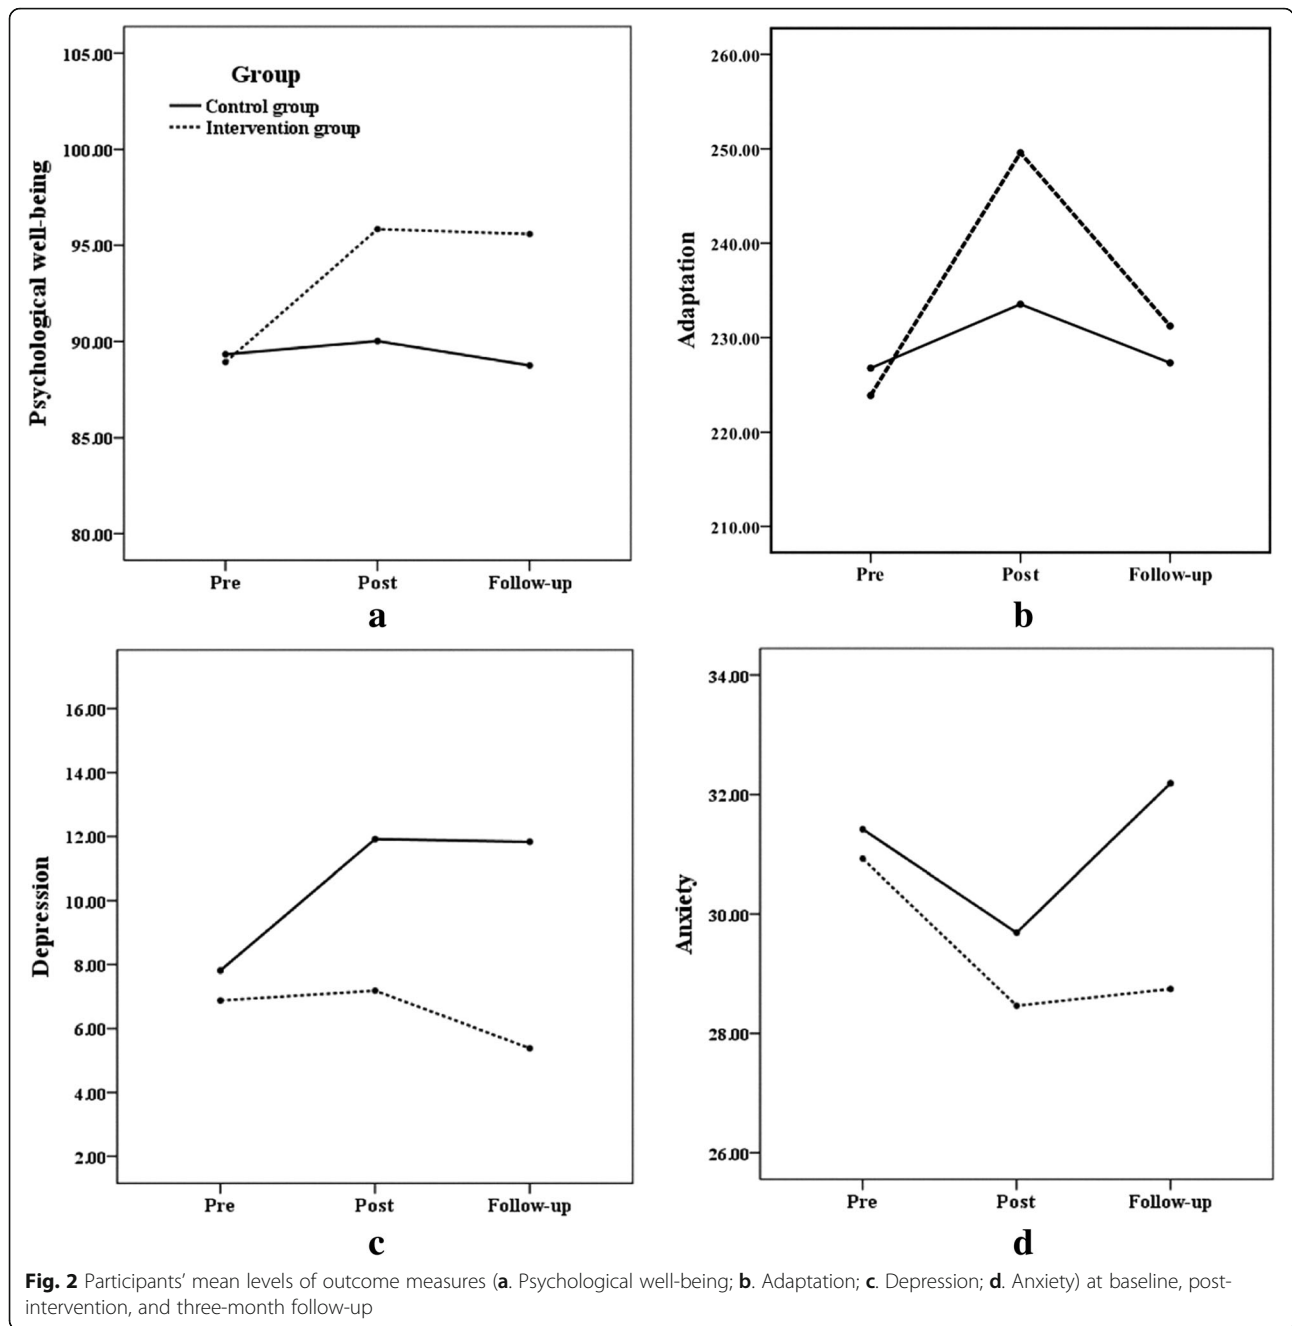 105.00
100.00
95.00
90.00
85.00
80.00
Psychological well-being
Group
Control group
Intervention group
Pre Post Follow-up
a
260.00
250.00
240.00
230.00
220.00
210.00
Adaptation
Pre Post Follow-up
b
16.00
14.00
12.00
10.00
8.00
6.00
4.00
2.00
Depression
Pre Post Follow-up
c
34.00
32.00
30.00
28.00
26.00
Anxiety
Pre Post Follow-up
d
Fig. 2 Participants’ mean levels of outcome measures (a. Psychological well-being; b. Adaptation; c. Depression; d. Anxiety) at baseline, post-
intervention, and three-month follow-up